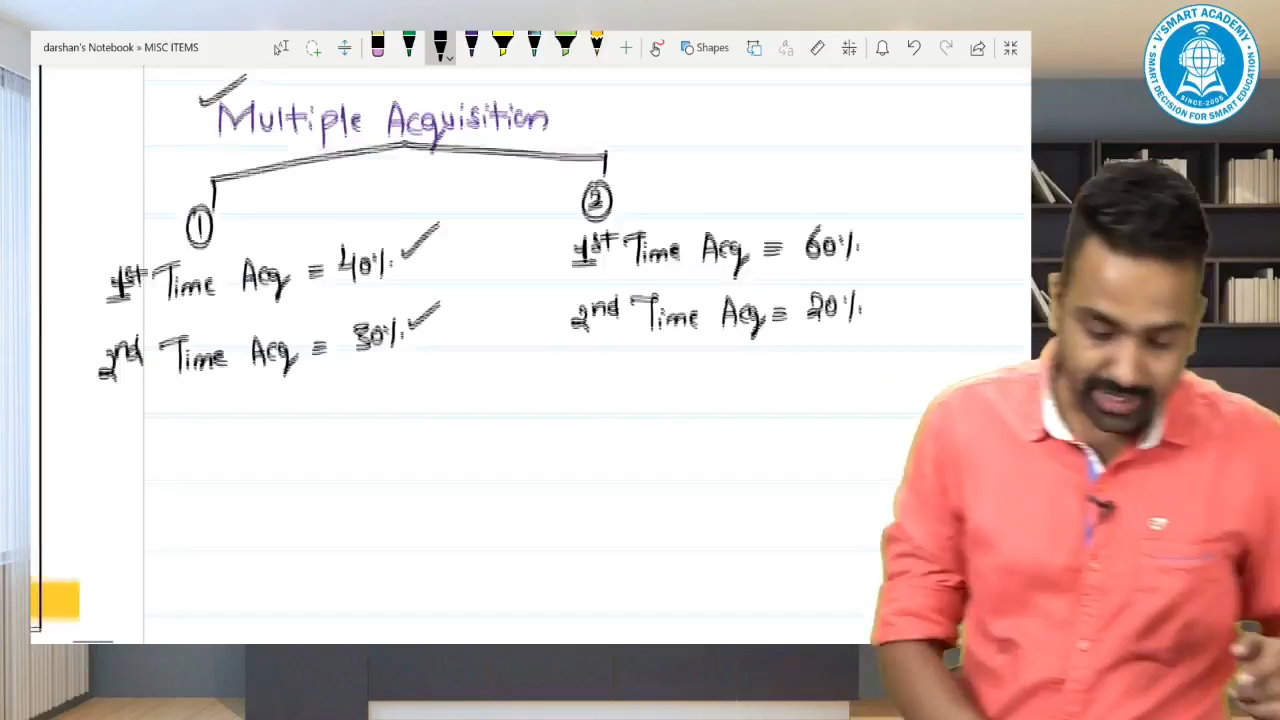 darshan's Notebook » MISC ITEMS
Shapes
V'SMART ACADEMY
SINCE-2005
SMART DECISION FOR SMART EDUCATION
Multiple Acquisition
1
1st Time Acq = 40%
2nd Time Acq = 30%
2
1st Time Acq = 60%
2nd Time Acq = 20%